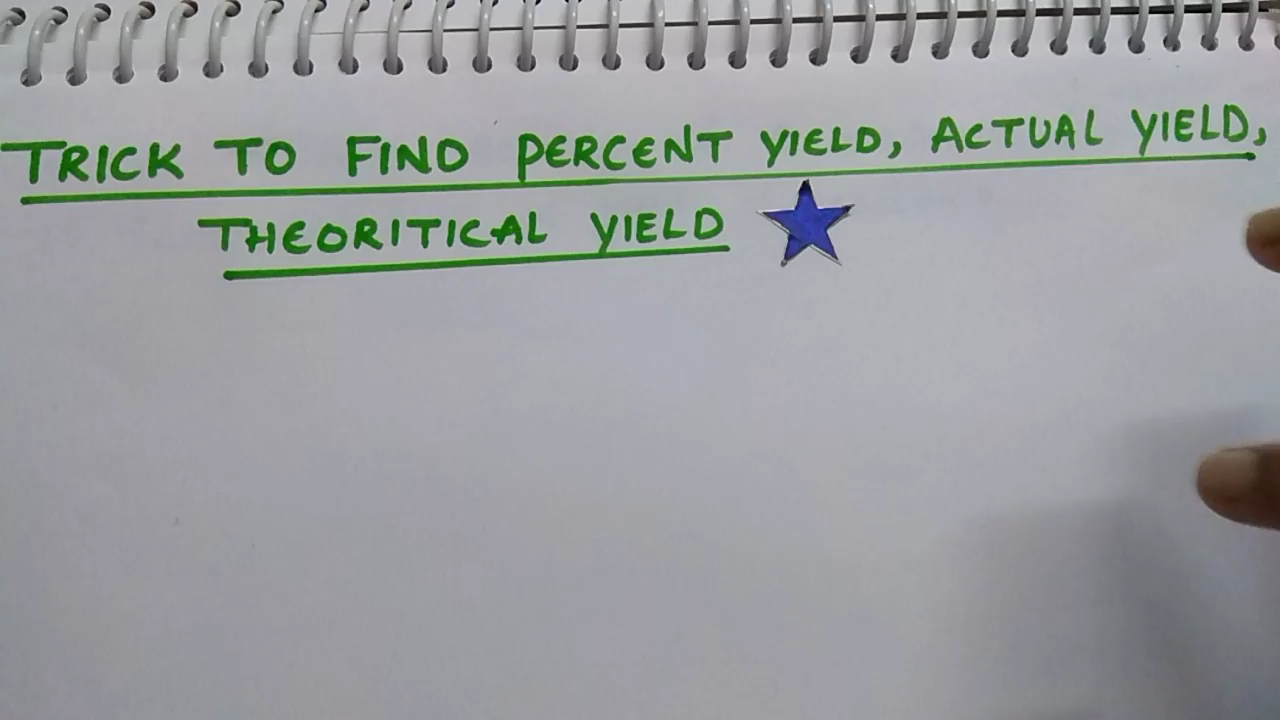 TRICK TO FIND PERCENT YIELD, ACTUAL YIELD,
THEORITICAL YIELD